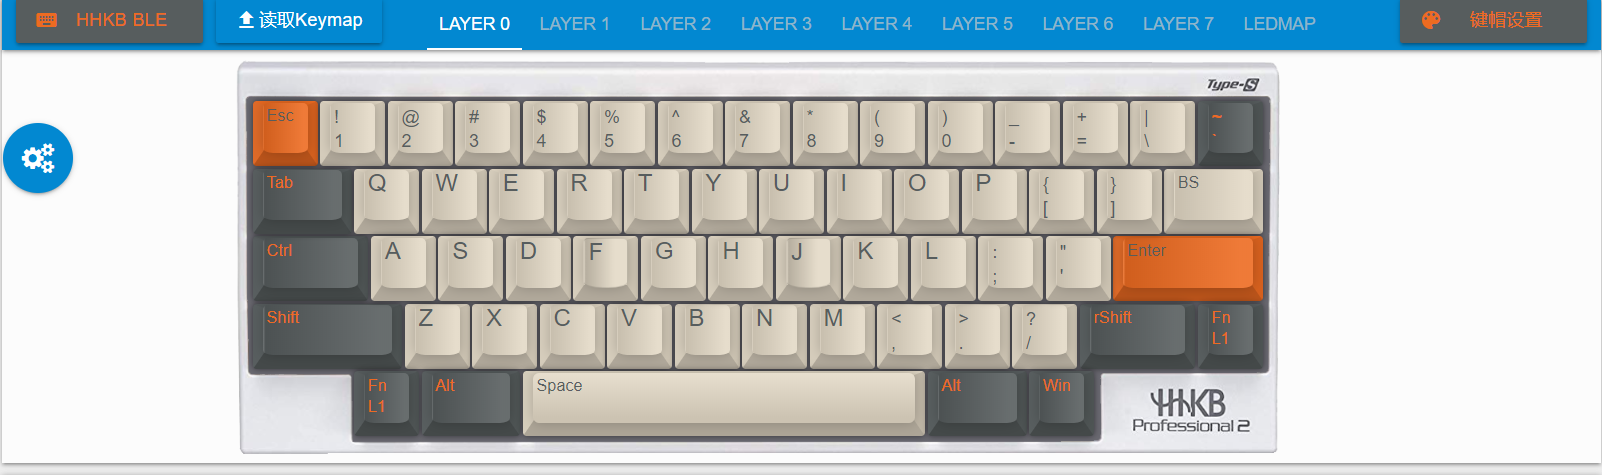 HHKB BLE 读取Keymap LAYER 0 LAYER 1 LAYER 2 LAYER 3 LAYER 4 LAYER 5 LAYER 6 LAYER 7 LEDMAP 键帽设置
Type-S
Esc ! @ # $ % ^ & * ( ) _ + | ~
1 2 3 4 5 6 7 8 9 0 - = \ `
Tab Q W E R T Y U I O P { } BS
[ ]
Ctrl A S D F G H J K L : " Enter
; '
Shift Z X C V B N M < > ? rShift Fn
, . / L1
Fn Alt Space Alt Win
L1
HHKB
Professional 2